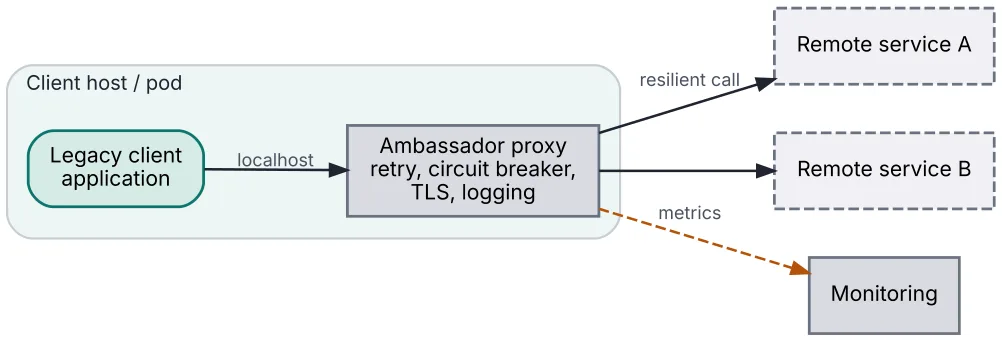 Client host / pod
Legacy client
application
localhost
Ambassador proxy
retry, circuit breaker,
TLS, logging
resilient call
Remote service A
Remote service B
metrics
Monitoring